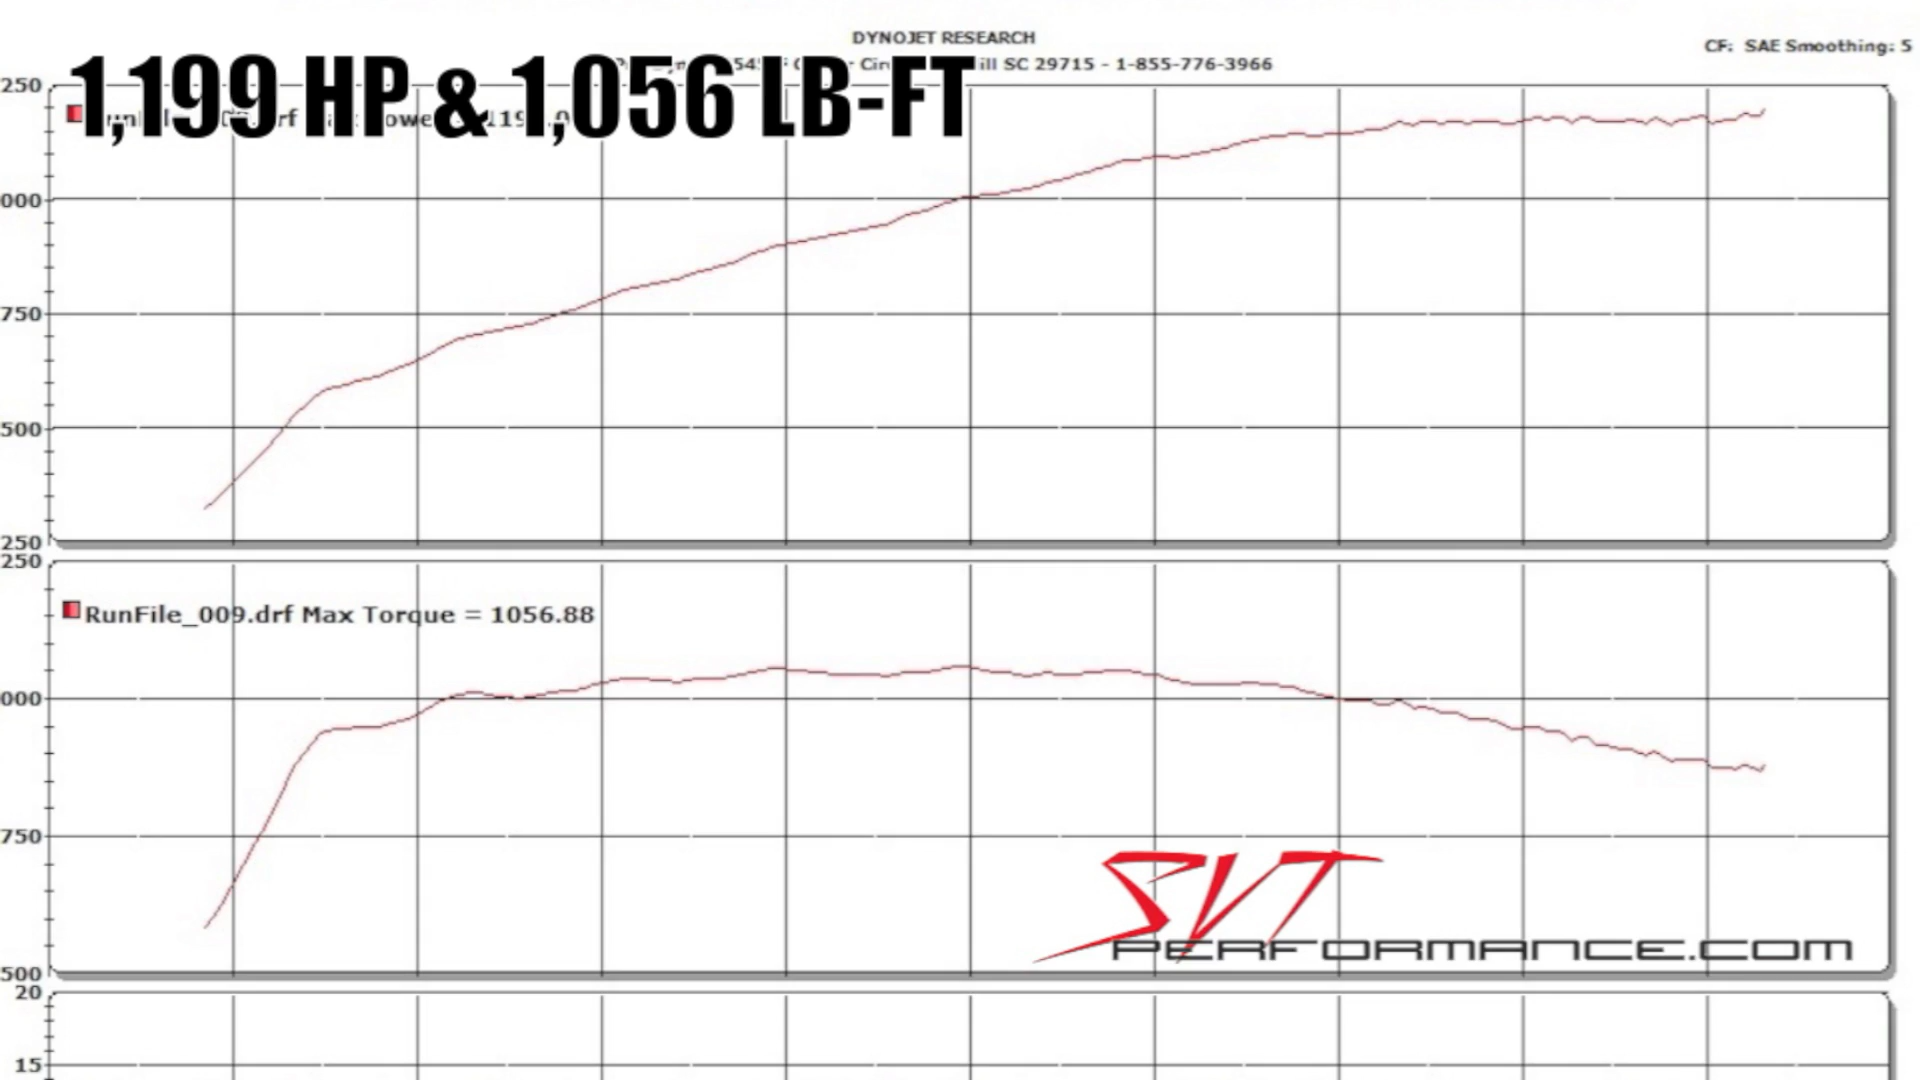 DYNOJET RESEARCH
CF: SAE Smoothing: 5
ill SC 29715 - 1-855-776-3966
1,199 HP & 1,056 LB-FT
250
000
750
500
250
250
RunFile_009.drf Max Torque = 1056.88
000
750
SVT
PERFORMANCE.COM
500
20
15